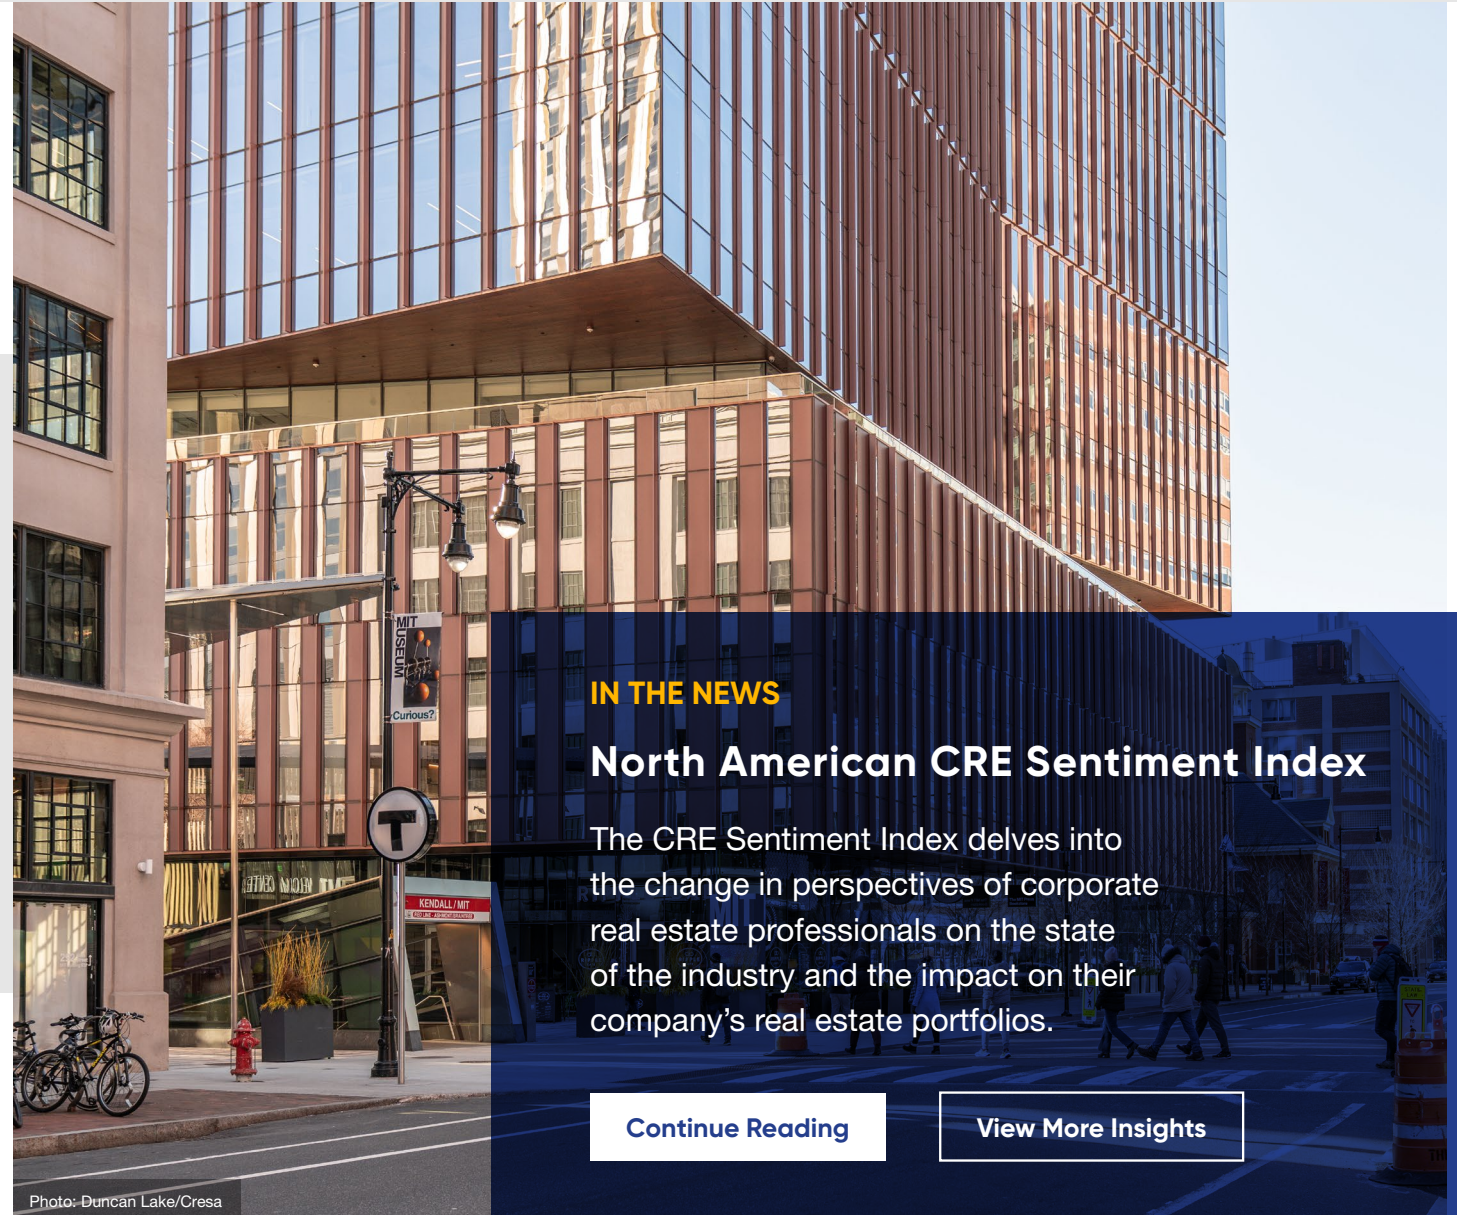 MIT
MUSEUM
Curious?
T
KENDALL/MIT
IN THE NEWS
North American CRE Sentiment Index
The CRE Sentiment Index delves into
the change in perspectives of corporate
real estate professionals on the state
of the industry and the impact on their
company’s real estate portfolios.
Continue Reading
View More Insights
Photo: Duncan Lake/Cresa